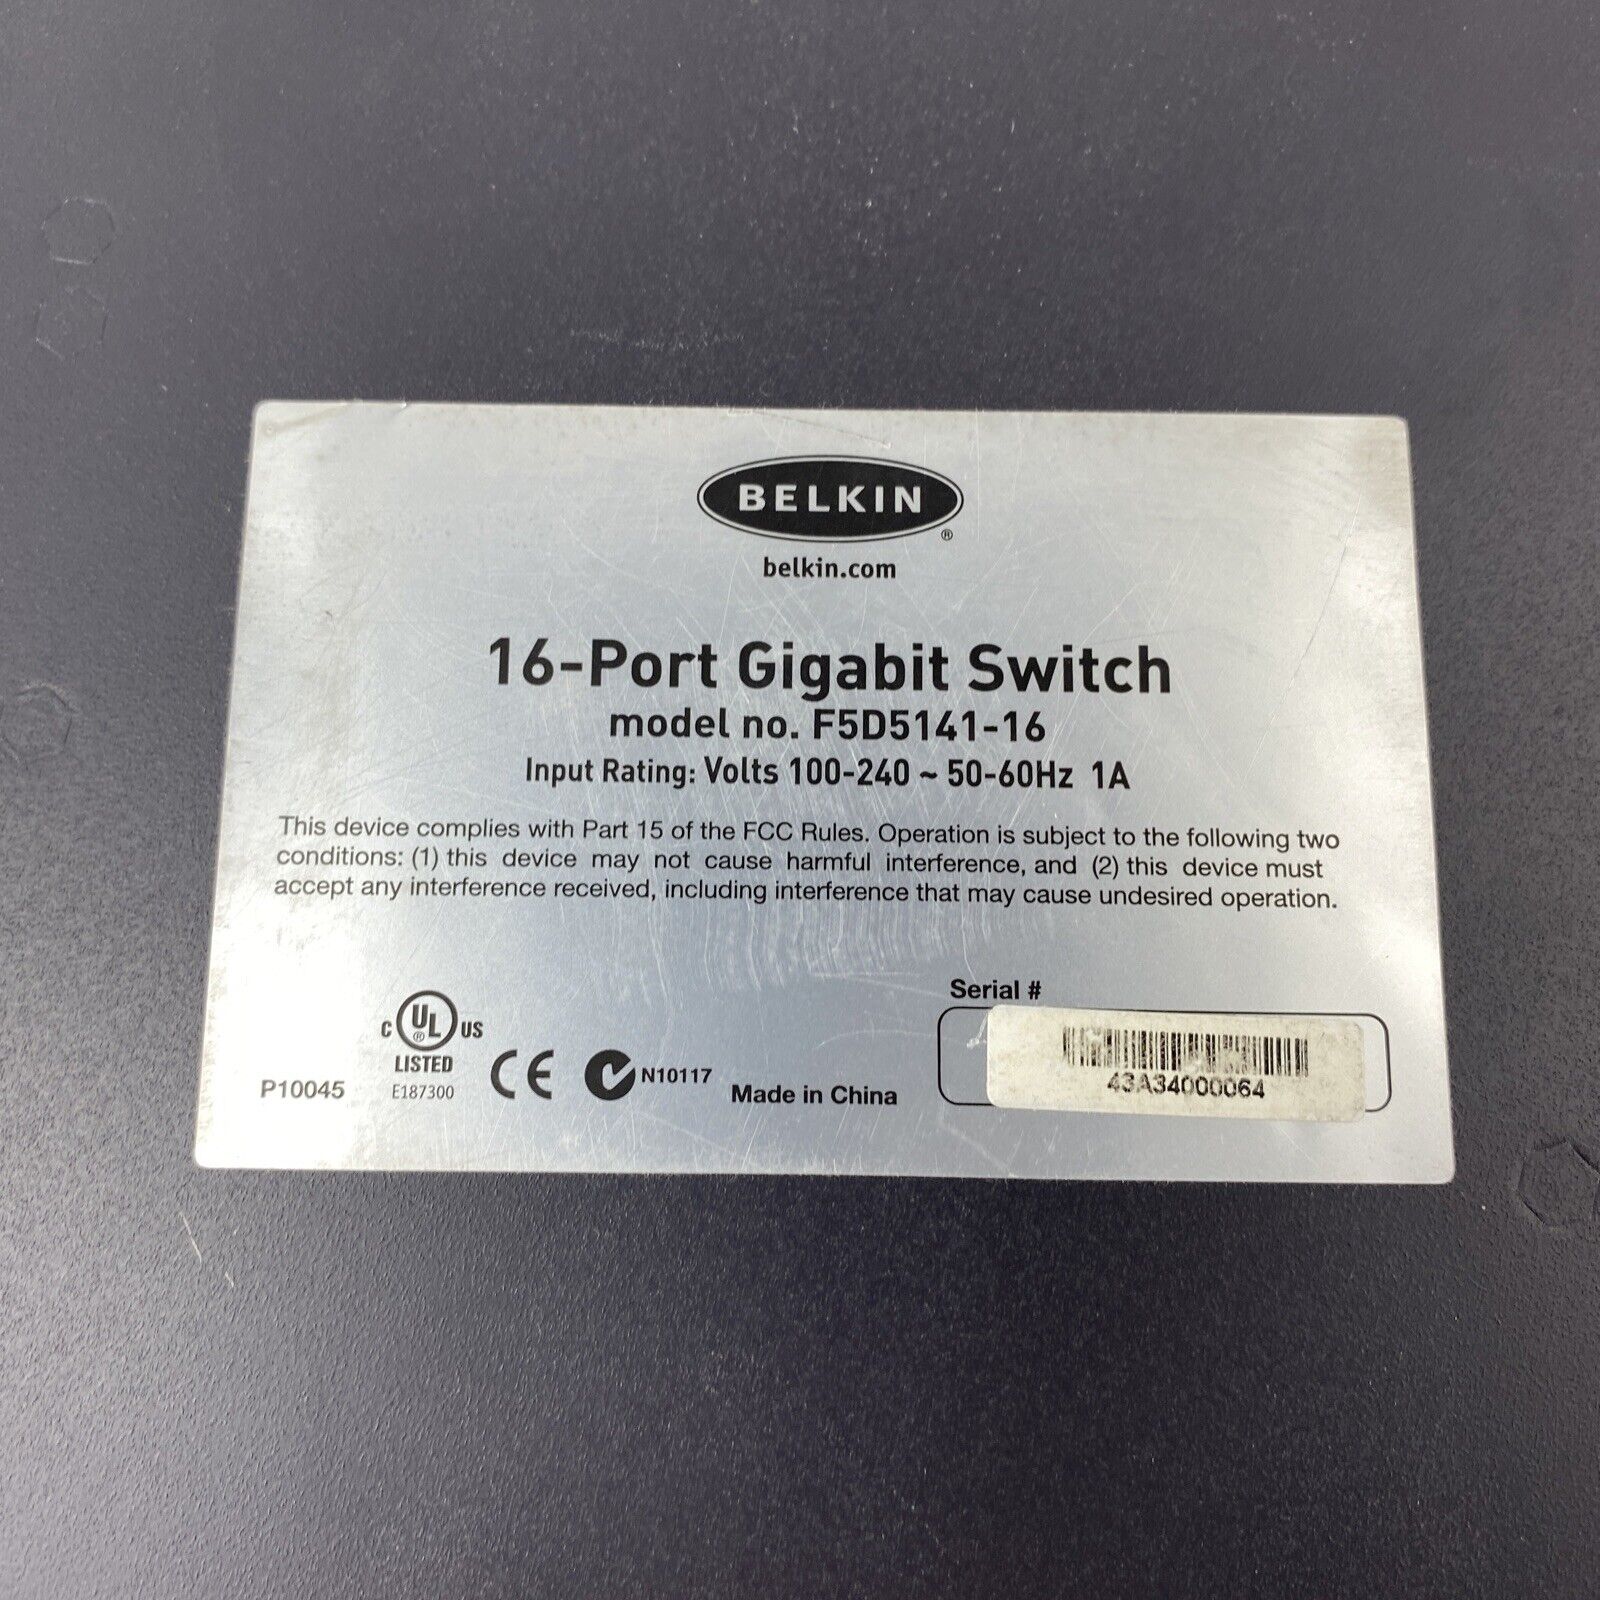 BELKIN
®
belkin.com
16-Port Gigabit Switch
model no. F5D5141-16
Input Rating: Volts 100-240 ~ 50-60Hz 1A
This device complies with Part 15 of the FCC Rules. Operation is subject to the following two
conditions: (1) this device may not cause harmful interference, and (2) this device must
accept any interference received, including interference that may cause undesired operation.
P10045
C UL ® US
LISTED
E187300
CE
N10117
Made in China
Serial #
43A34000064